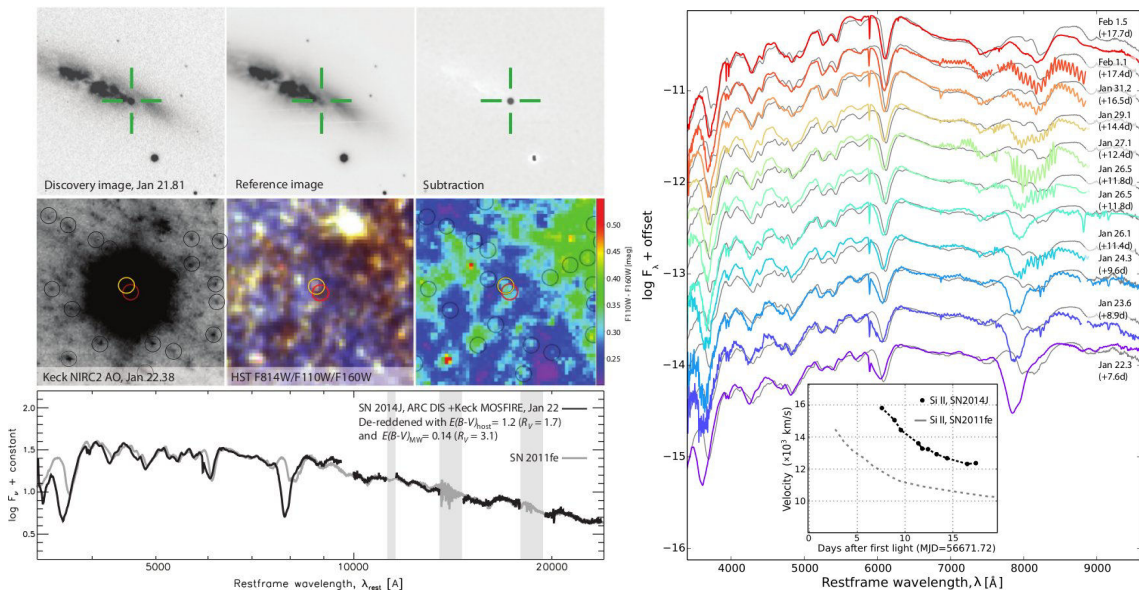 Discovery image, Jan 21.81
Reference image
Subtraction
Keck NIRC2 AO, Jan 22.38
HST F814W/F110W/F160W
0.50
0.45
0.40
0.35
0.30
0.25
F110W - F160W [mag]
2.0
1.5
1.0
0.5
log Fν + constant
SN 2014J, ARC DIS +Keck MOSFIRE, Jan 22
De-reddened with E(B-V)host= 1.2 (RV= 1.7)
and E(B-V)MW= 0.14 (RV= 3.1)
SN 2011fe
5000
10000
20000
Restframe wavelength, λrest [A]
−11
−12
−13
−14
−15
−16
log Fλ + offset
Feb 1.5
(+17.7d)
Feb 1.1
(+17.4d)
Jan 31.2
(+16.5d)
Jan 29.1
(+14.4d)
Jan 27.1
(+12.4d)
Jan 26.5
(+11.8d)
Jan 26.5
(+11.8d)
Jan 26.1
(+11.4d)
Jan 24.3
(+9.6d)
Jan 23.6
(+8.9d)
Jan 22.3
(+7.6d)
16
14
12
10
Velocity (×10³ km/s)
Si II, SN2014J
Si II, SN2011fe
0
5
10
15
Days after first light (MJD=56671.72)
4000
5000
6000
7000
8000
9000
Restframe wavelength, λ [Å]